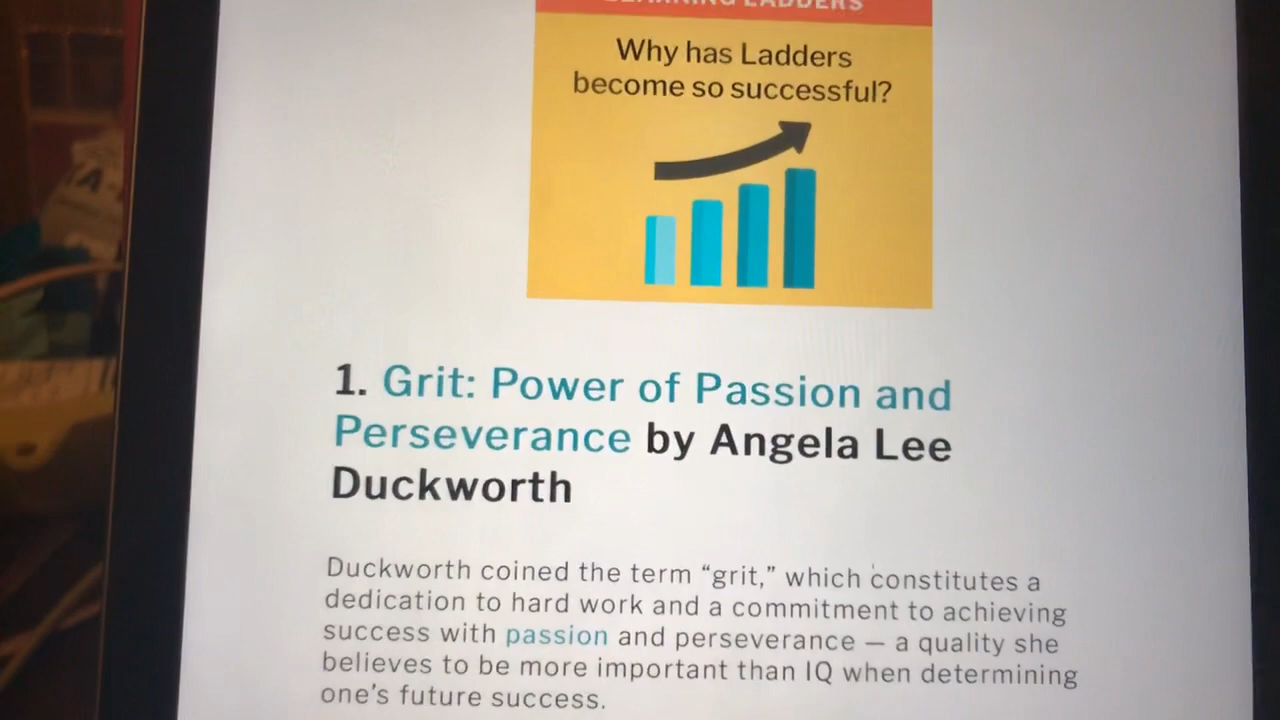 LEARNING LADDERS
Why has Ladders
become so successful?
1. Grit: Power of Passion and
Perseverance by Angela Lee
Duckworth
Duckworth coined the term “grit,” which constitutes a
dedication to hard work and a commitment to achieving
success with passion and perseverance — a quality she
believes to be more important than IQ when determining
one's future success.